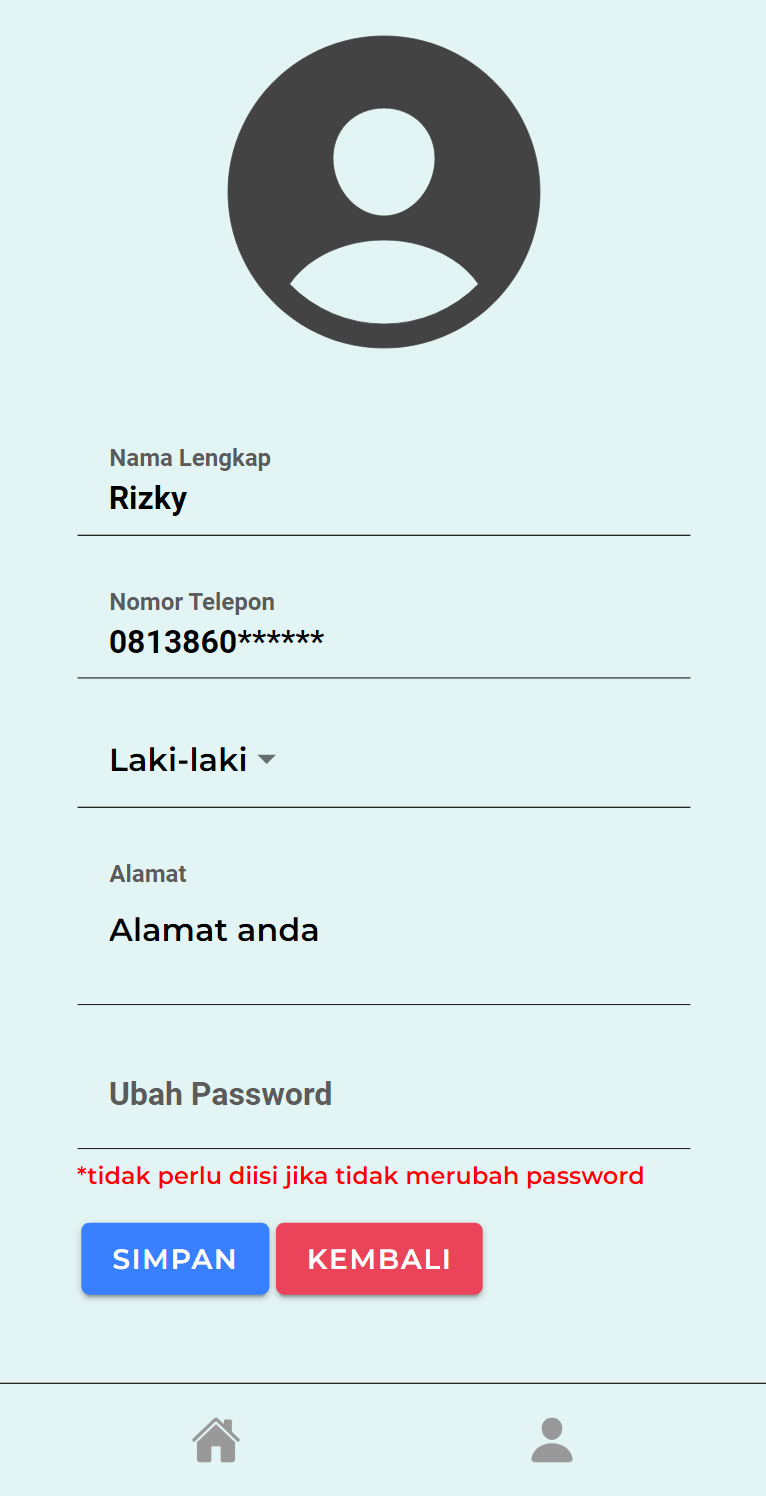 Nama Lengkap
Rizky
Nomor Telepon
0813860******
Laki-laki
Alamat
Alamat anda
Ubah Password
*tidak perlu diisi jika tidak merubah password
SIMPAN KEMBALI